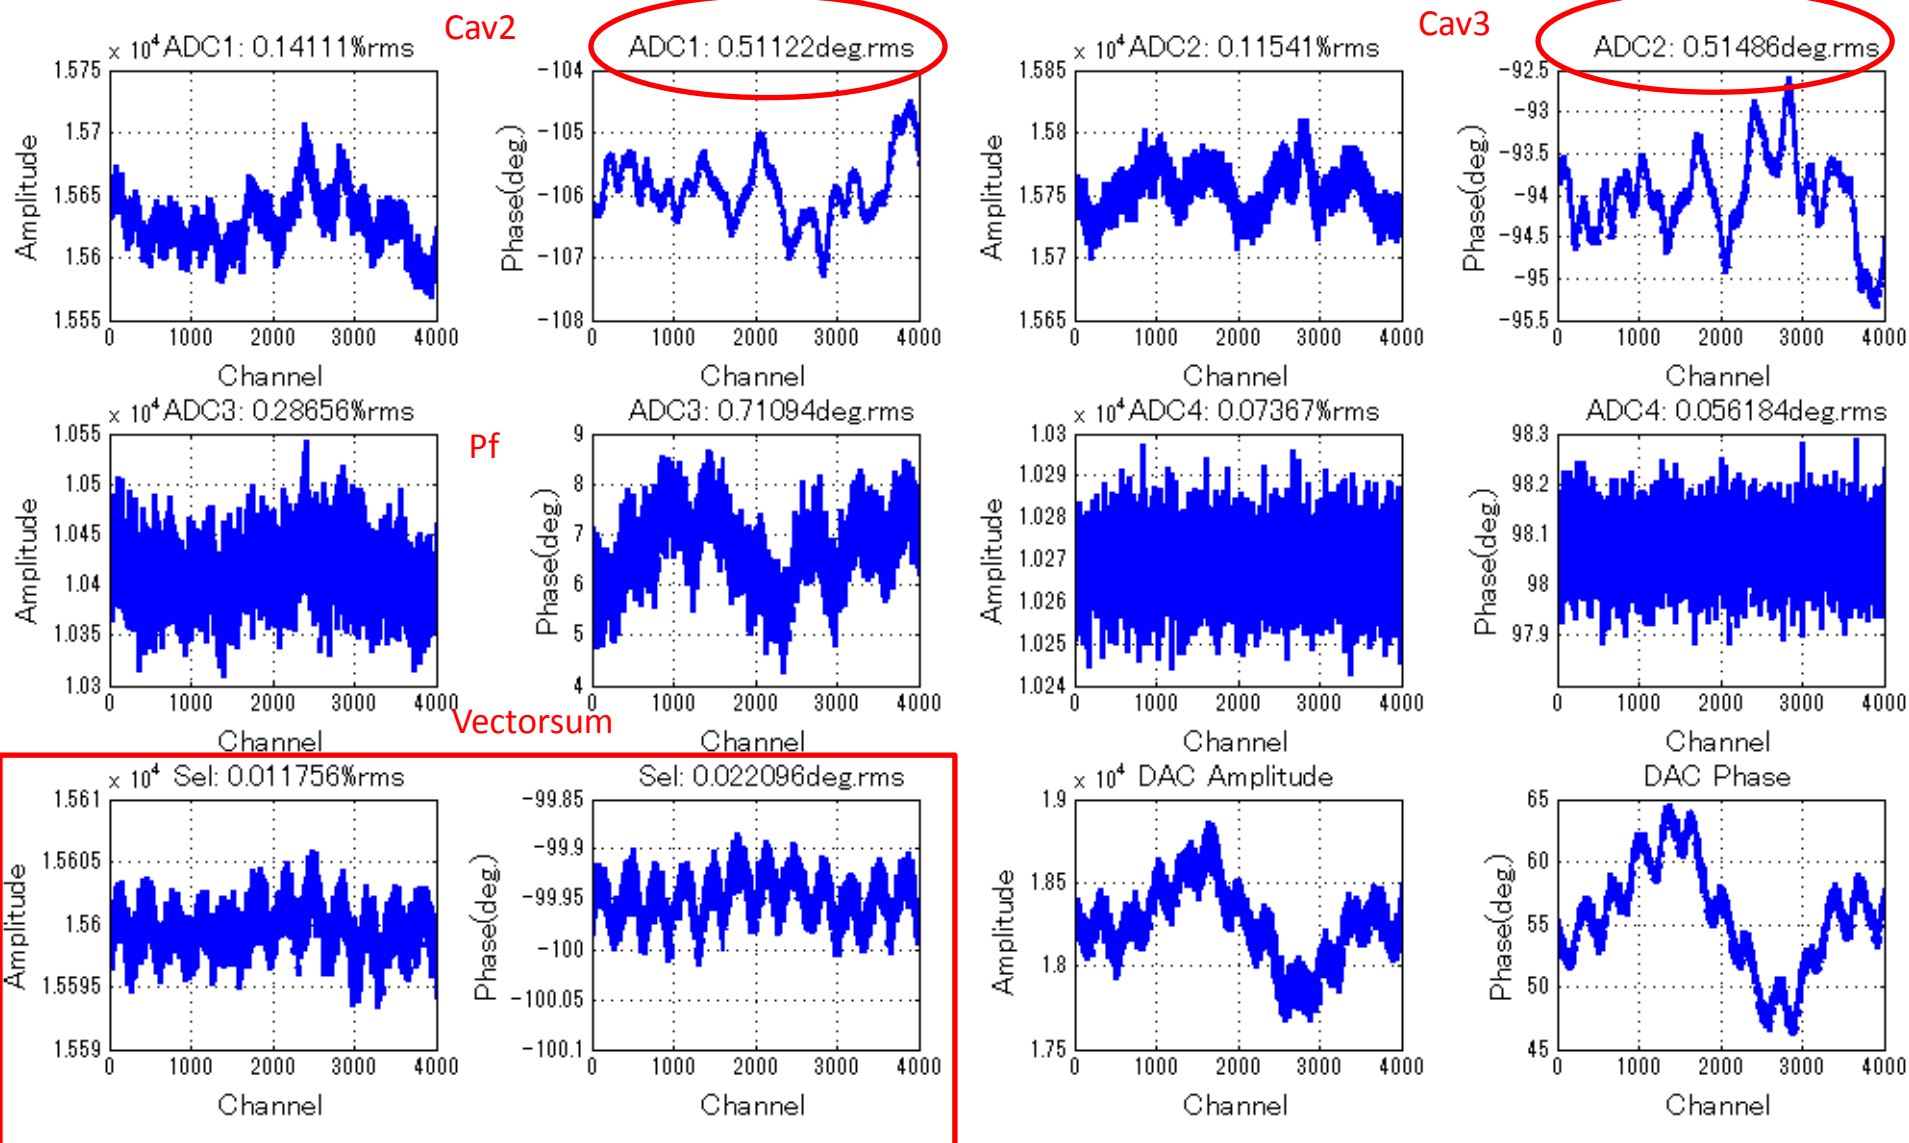 Cav2
Cav3
× 10⁴ ADC1: 0.14111%rms
ADC1: 0.51122deg.rms
× 10⁴ ADC2: 0.11541%rms
ADC2: 0.51486deg.rms
Amplitude
1.575
1.57
1.565
1.56
1.555
0 1000 2000 3000 4000
Channel
Phase(deg.)
-104
-105
-106
-107
-108
0 1000 2000 3000 4000
Channel
Amplitude
1.585
1.58
1.575
1.57
1.565
0 1000 2000 3000 4000
Channel
Phase(deg.)
-92.5
-93
-93.5
-94
-94.5
-95
-95.5
0 1000 2000 3000 4000
Channel
× 10⁴ ADC3: 0.28656%rms
Pf
ADC3: 0.71094deg.rms
× 10⁴ ADC4: 0.07367%rms
ADC4: 0.056184deg.rms
Amplitude
1.055
1.05
1.045
1.04
1.035
1.03
0 1000 2000 3000 4000
Channel
Phase(deg.)
9
8
7
6
5
4
0 1000 2000 3000 4000
Channel
Amplitude
1.03
1.029
1.028
1.027
1.026
1.025
1.024
0 1000 2000 3000 4000
Channel
Phase(deg.)
98.3
98.2
98.1
98
97.9
0 1000 2000 3000 4000
Channel
Vectorsum
× 10⁴ Sel: 0.011756%rms
Sel: 0.022096deg.rms
× 10⁴ DAC Amplitude
DAC Phase
Amplitude
1.561
1.5605
1.56
1.5595
1.559
0 1000 2000 3000 4000
Channel
Phase(deg.)
-99.85
-99.9
-99.95
-100
-100.05
-100.1
0 1000 2000 3000 4000
Channel
Amplitude
1.9
1.85
1.8
1.75
0 1000 2000 3000 4000
Channel
Phase(deg.)
65
60
55
50
45
0 1000 2000 3000 4000
Channel